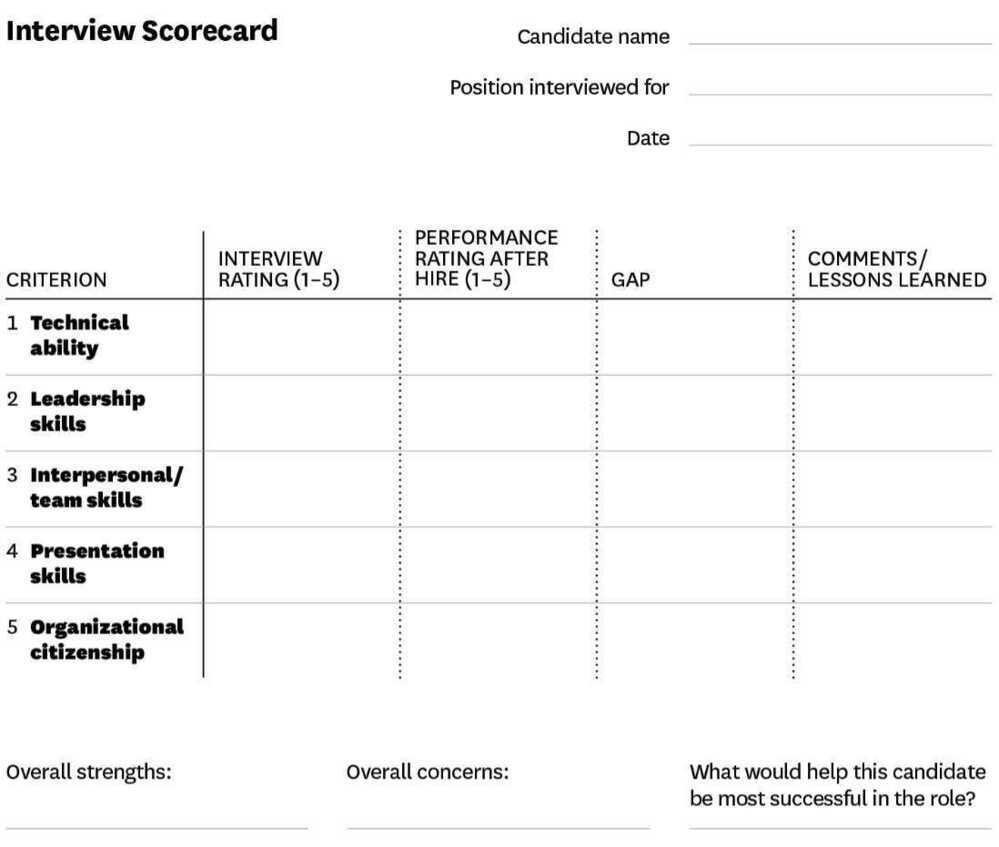 Interview Scorecard
Candidate name
Position interviewed for
Date
CRITERION
INTERVIEW
RATING (1–5)
PERFORMANCE
RATING AFTER
HIRE (1–5)
GAP
COMMENTS/
LESSONS LEARNED
1 Technical
ability
2 Leadership
skills
3 Interpersonal/
team skills
4 Presentation
skills
5 Organizational
citizenship
Overall strengths:
Overall concerns:
What would help this candidate
be most successful in the role?